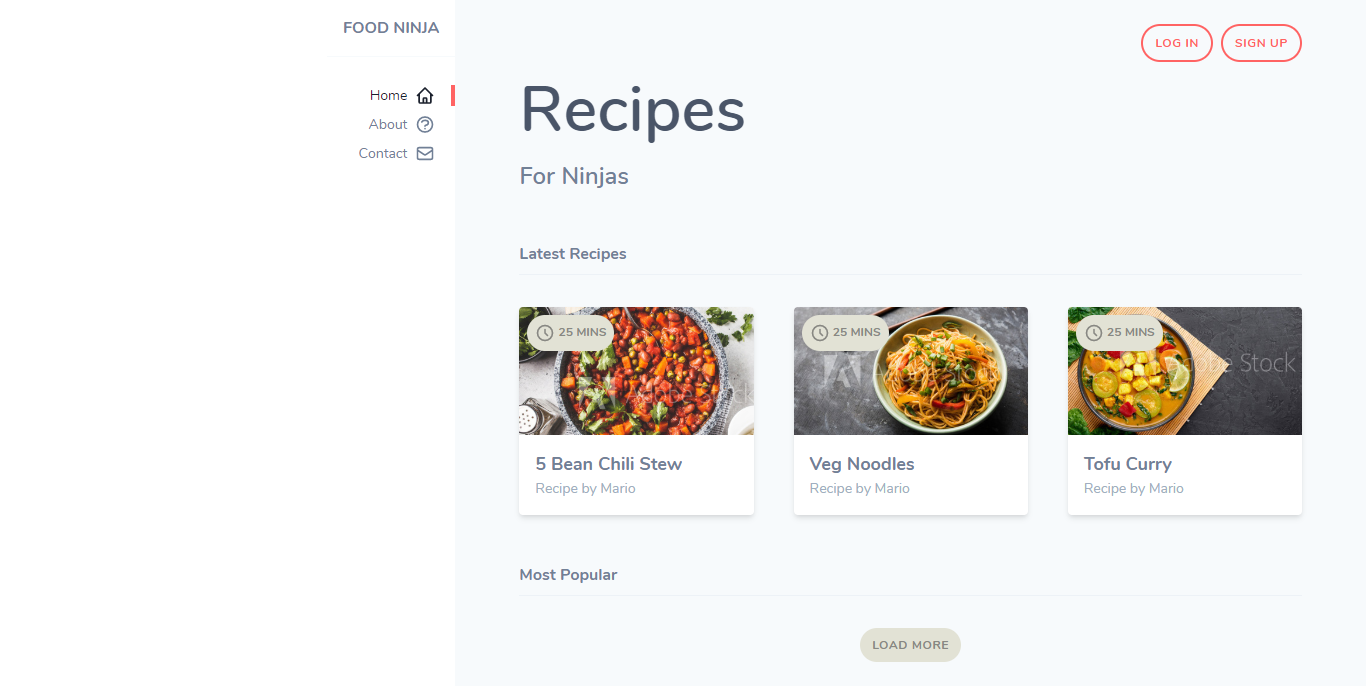 FOOD NINJA
Home
About
Contact
LOG IN
SIGN UP
Recipes
For Ninjas
Latest Recipes
25 MINS
5 Bean Chili Stew
Recipe by Mario
25 MINS
Veg Noodles
Recipe by Mario
25 MINS
Adobe Stock
Tofu Curry
Recipe by Mario
Most Popular
LOAD MORE